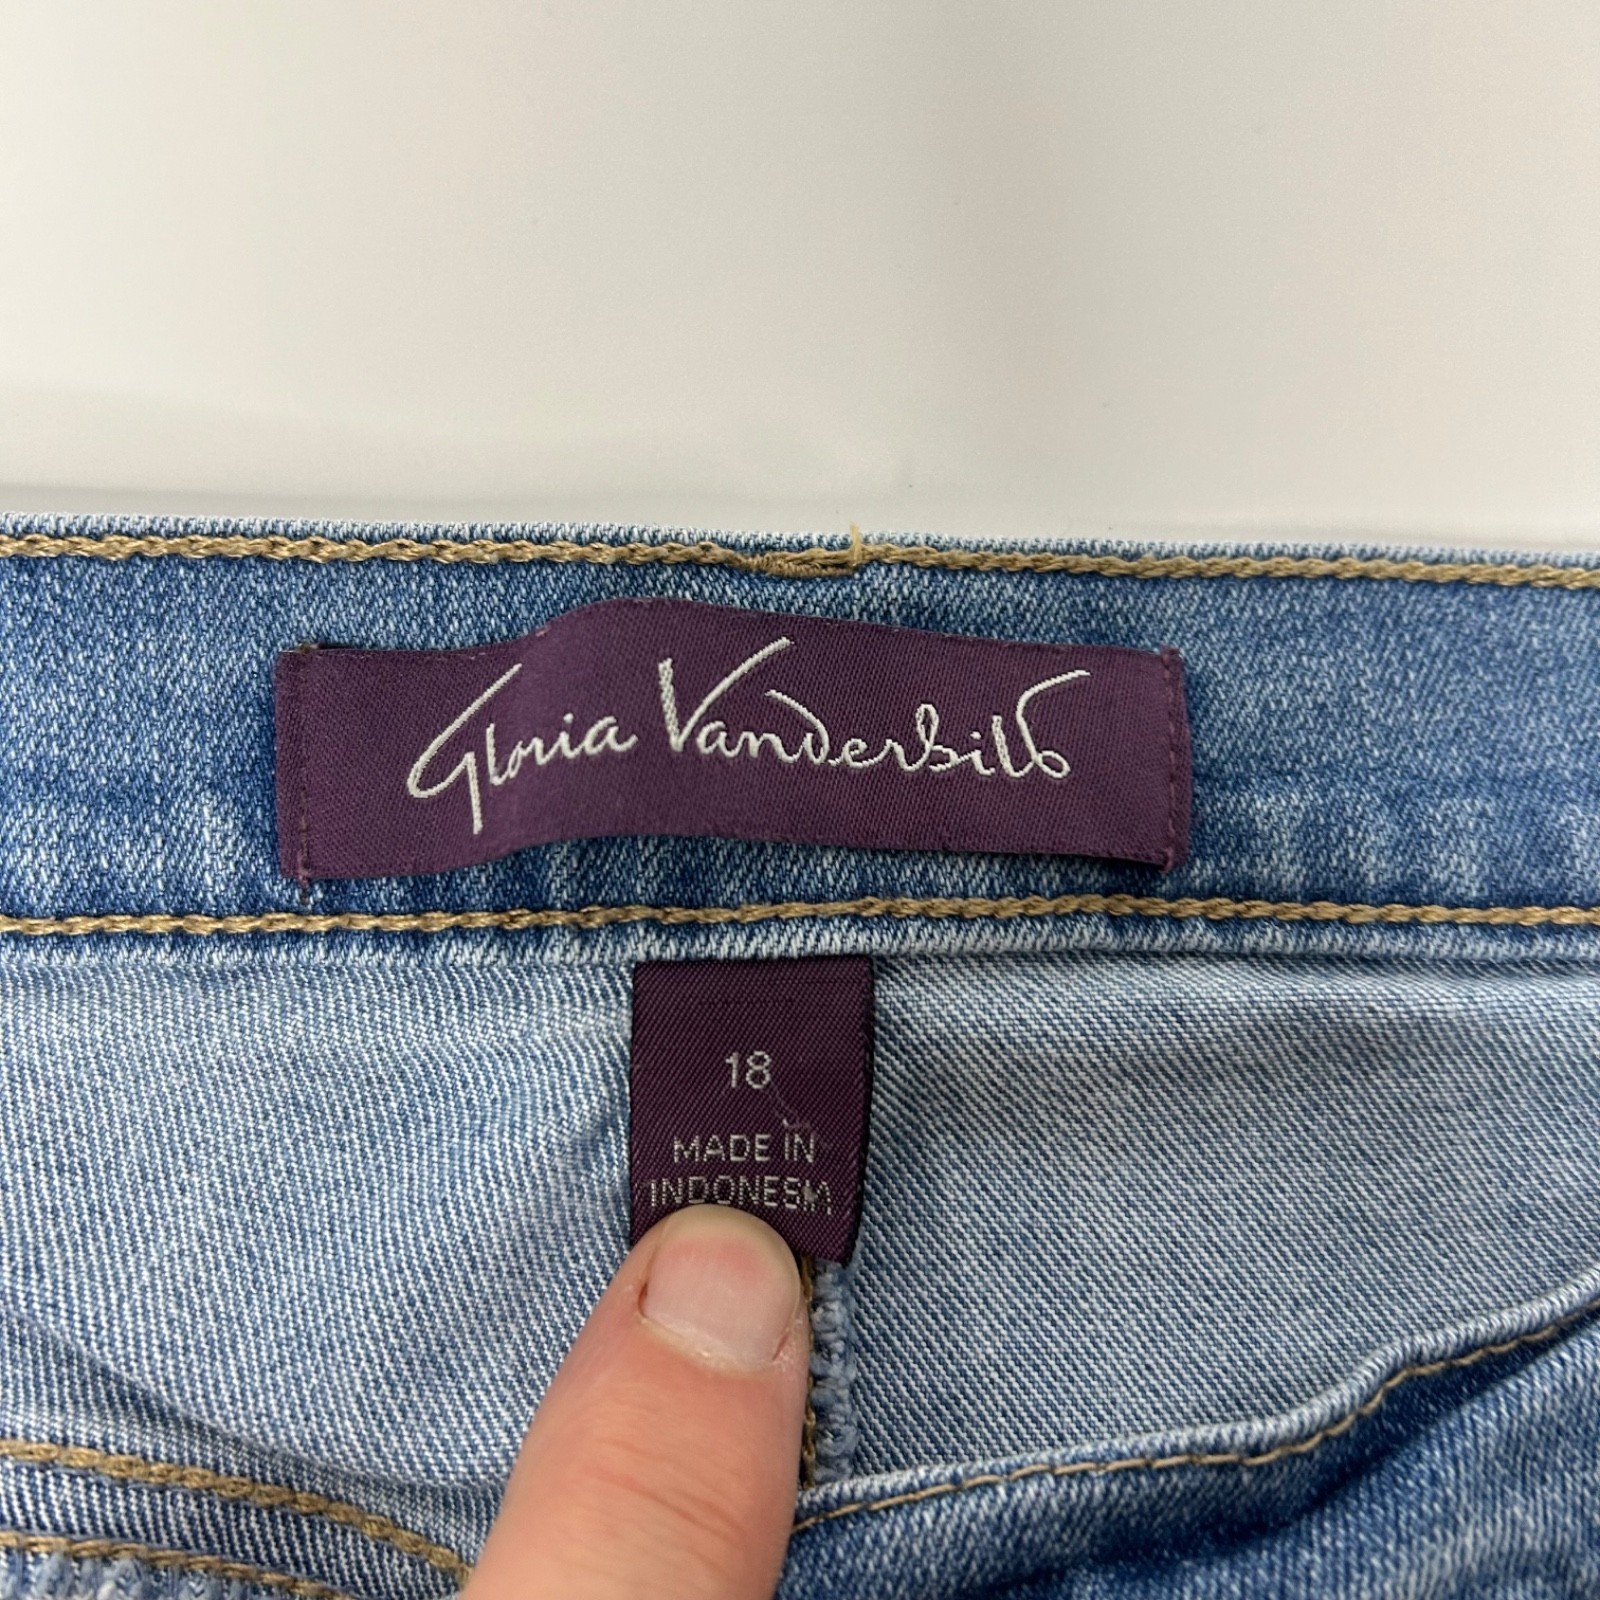 Gloria Vanderbilt
18
MADE IN
INDONESIA